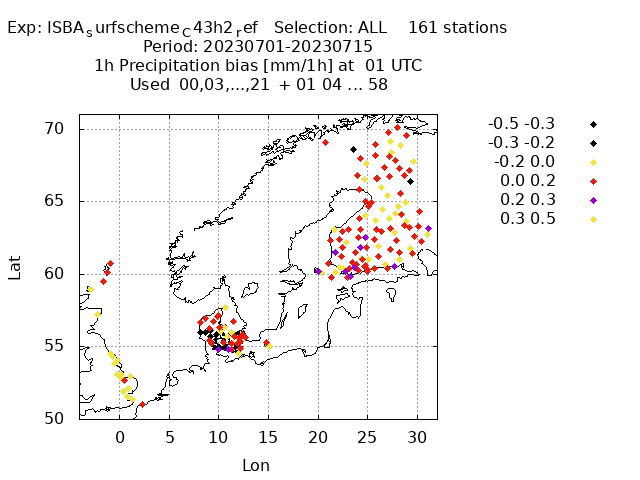 Exp: ISBAsurfschemeC43h2ref   Selection: ALL    161 stations
Period: 20230701-20230715
1h Precipitation bias [mm/1h] at  01 UTC
Used  00,03,...,21  + 01 04 ... 58
-0.5 -0.3
-0.3 -0.2
-0.2 0.0
0.0 0.2
0.2 0.3
0.3 0.5
70
65
60
55
50
Lat
0 5 10 15 20 25 30
Lon